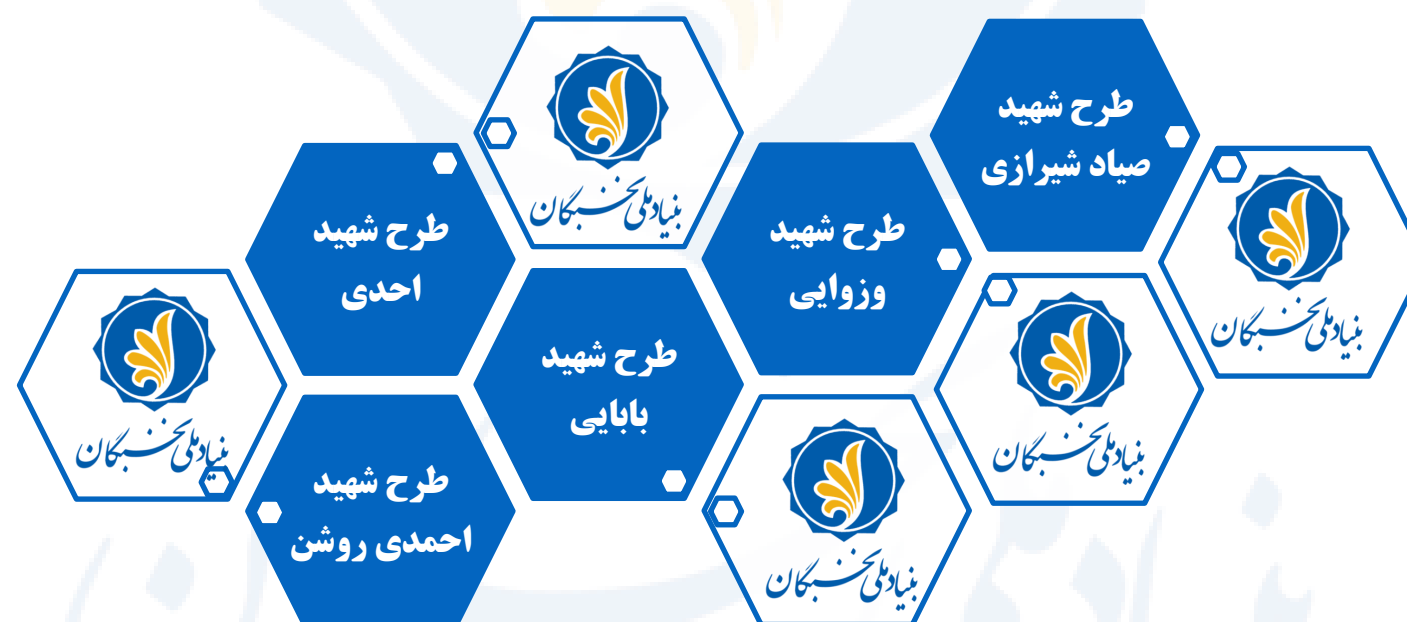 طرح شهید
صیاد شیرازی
بنیاد ملی نخبگان
طرح شهید
وزوایی
بنیاد ملی نخبگان
بنیاد ملی نخبگان
طرح شهید
احدی
طرح شهید
بابایی
بنیاد ملی نخبگان
بنیاد ملی نخبگان
طرح شهید
احمدی روشن